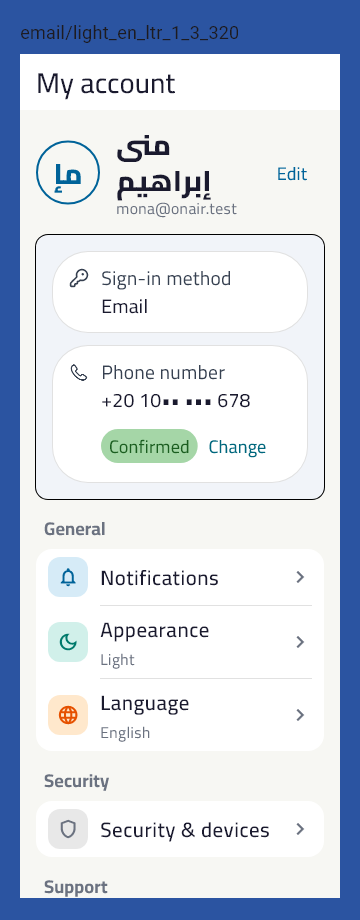 email/light_en_ltr_1_3_320
My account
مإ
منى
إبراهيم
Edit
mona@onair.test
Sign-in method
Email
Phone number
+20 10▪▪ ▪▪▪ 678
Confirmed
Change
General
Notifications
Appearance
Light
Language
English
Security
Security & devices
Support